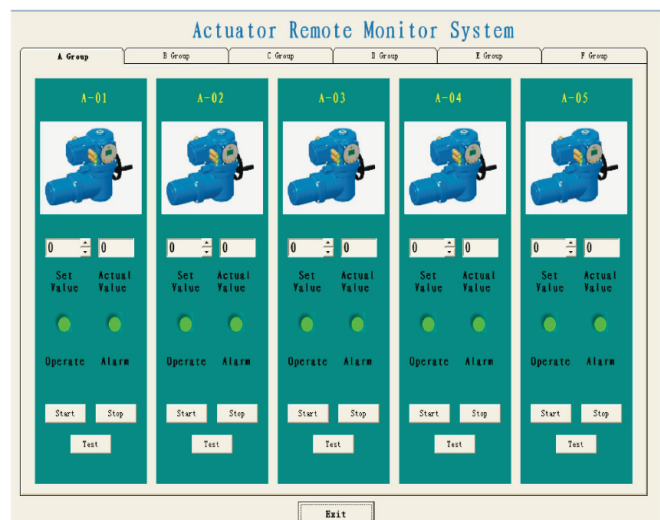 Actuator Remote Monitor System
A Group B Group C Group D Group E Group F Group
A-01 A-02 A-03 A-04 A-05
0 0 0 0 0 0 0 0 0 0
Set Actual Set Actual Set Actual Set Actual Set Actual
Value Value Value Value Value Value Value Value Value Value
Operate Alarm Operate Alarm Operate Alarm Operate Alarm Operate Alarm
Start Stop Start Stop Start Stop Start Stop Start Stop
Test Test Test Test Test
Exit